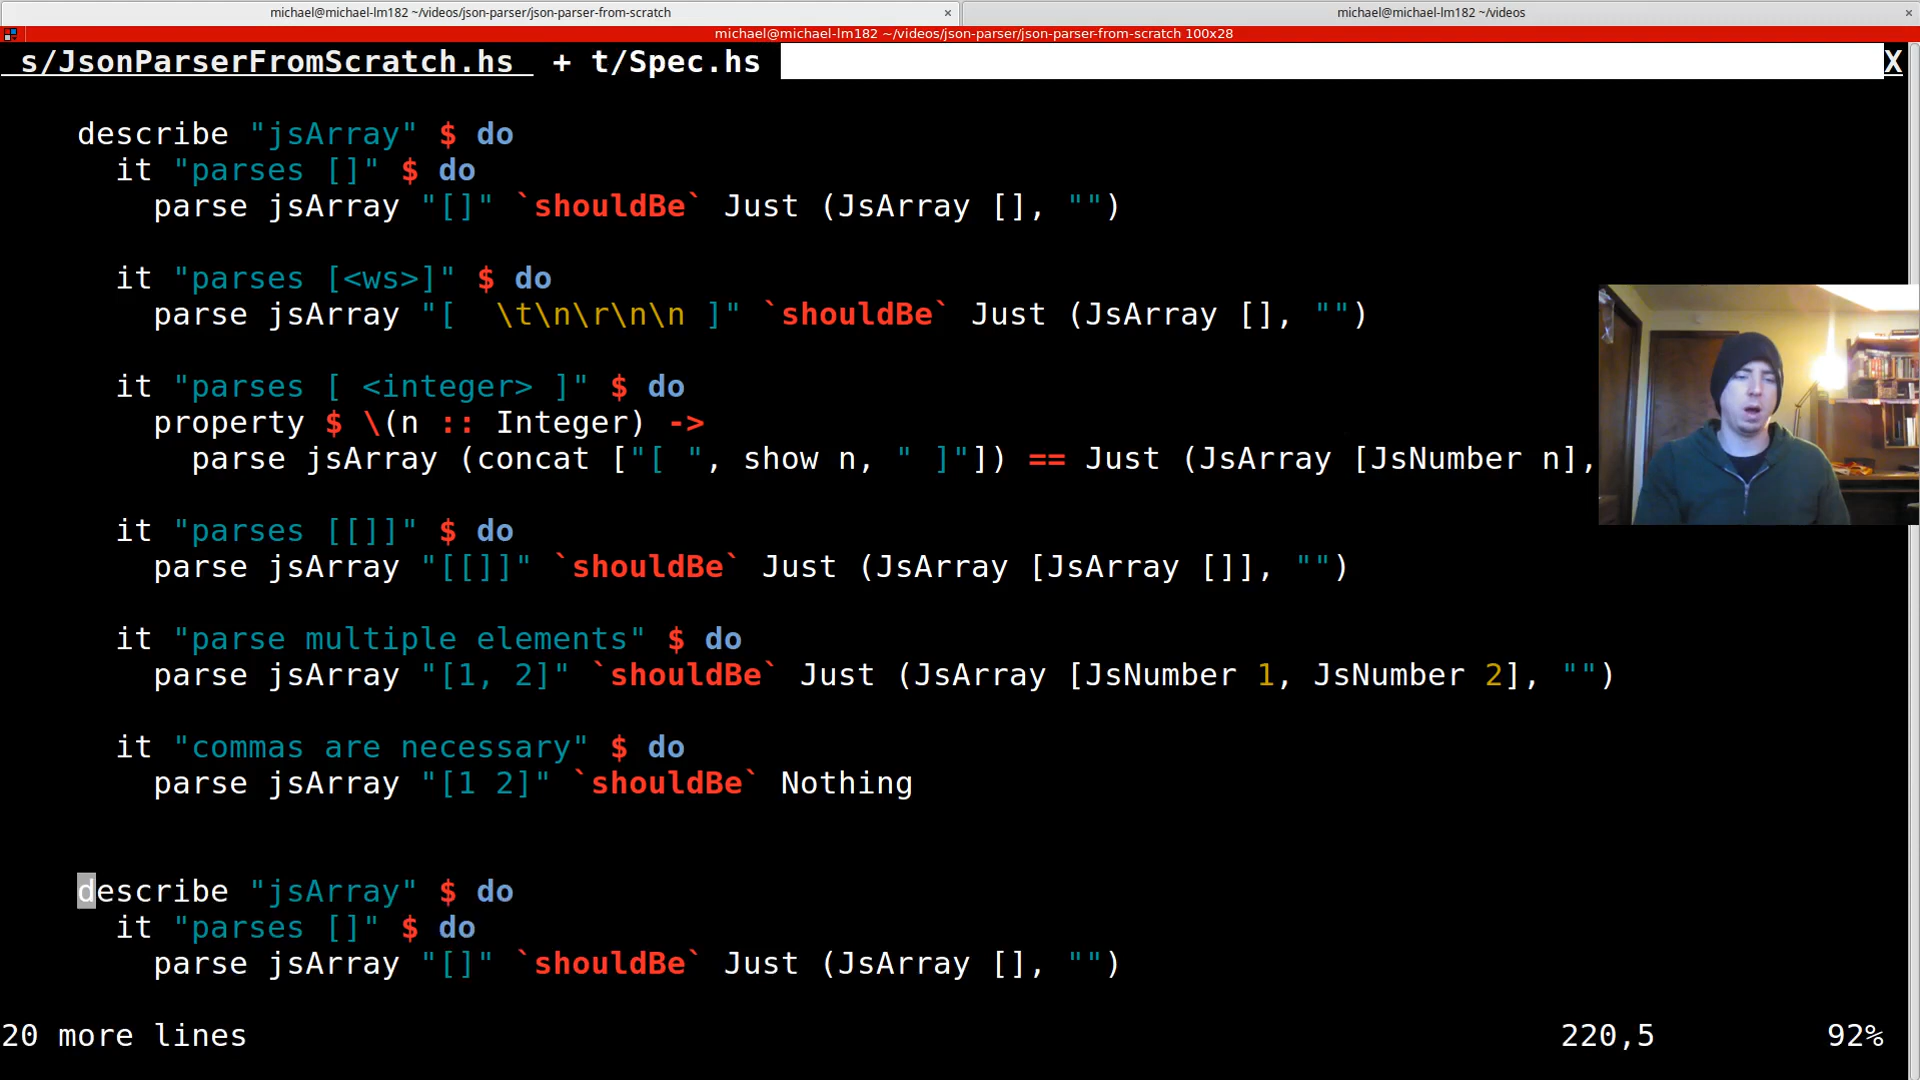 michael@michael-lm182 ~/videos/json-parser/json-parser-from-scratch × michael@michael-lm182 ~/videos ×
michael@michael-lm182 ~/videos/json-parser/json-parser-from-scratch 100x28
s/JsonParserFromScratch.hs + t/Spec.hs X
describe "jsArray" $ do
it "parses []" $ do
parse jsArray "[]" `shouldBe` Just (JsArray [], "")
it "parses [<ws>]" $ do
parse jsArray "[  \t\n\r\n\n ]" `shouldBe` Just (JsArray [], "")
it "parses [ <integer> ]" $ do
property $ \(n :: Integer) ->
parse jsArray (concat ["[ ", show n, " ]"]) == Just (JsArray [JsNumber n],
it "parses [[]]" $ do
parse jsArray "[[]]" `shouldBe` Just (JsArray [JsArray []], "")
it "parse multiple elements" $ do
parse jsArray "[1, 2]" `shouldBe` Just (JsArray [JsNumber 1, JsNumber 2], "")
it "commas are necessary" $ do
parse jsArray "[1 2]" `shouldBe` Nothing
describe "jsArray" $ do
it "parses []" $ do
parse jsArray "[]" `shouldBe` Just (JsArray [], "")
20 more lines 220,5 92%